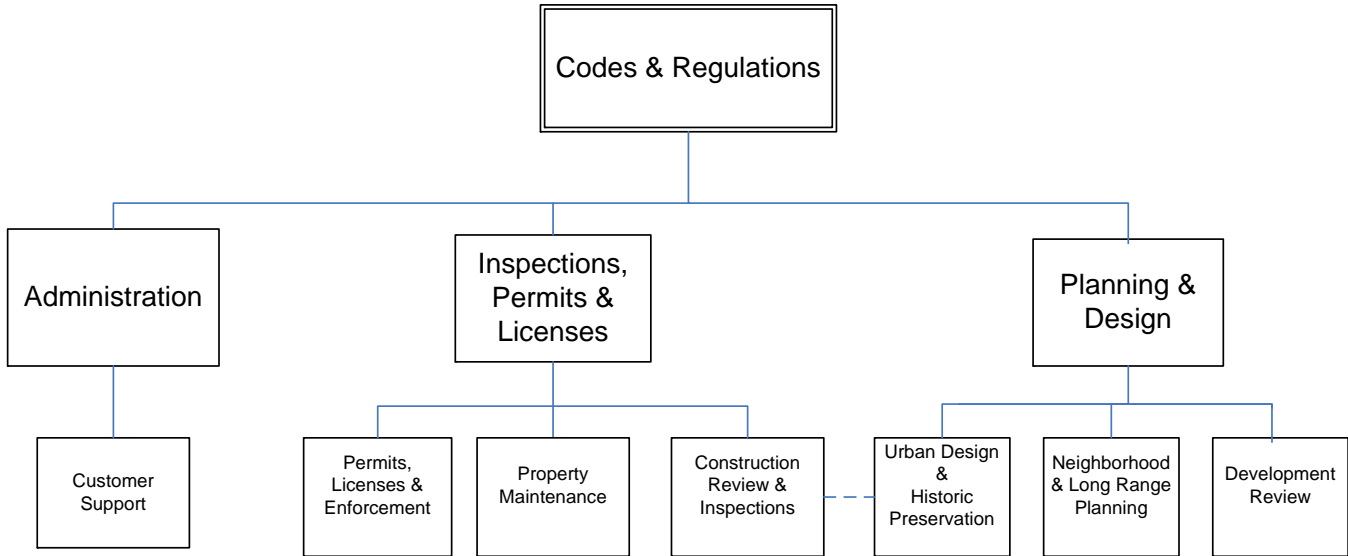 Codes & Regulations
Administration
Inspections,
Permits &
Licenses
Planning &
Design
Customer
Support
Permits,
Licenses &
Enforcement
Property
Maintenance
Construction
Review &
Inspections
Urban Design
&
Historic
Preservation
Neighborhood
& Long Range
Planning
Development
Review